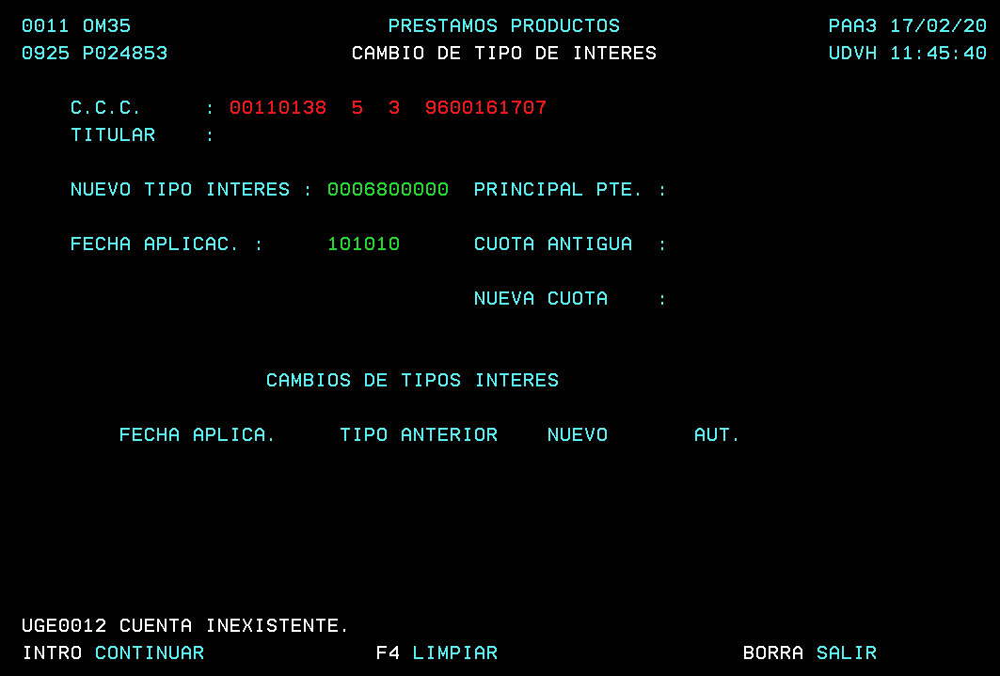 0011 OM35 PRESTAMOS PRODUCTOS PAA3 17/02/20
0925 P024853 CAMBIO DE TIPO DE INTERES UDVH 11:45:40
C.C.C. : 00110138 5 3 9600161707
TITULAR :
NUEVO TIPO INTERES : 0006800000 PRINCIPAL PTE. :
FECHA APLICAC. : 101010 CUOTA ANTIGUA :
NUEVA CUOTA :
CAMBIOS DE TIPOS INTERES
FECHA APLICA. TIPO ANTERIOR NUEVO AUT.
UGE0012 CUENTA INEXISTENTE.
INTRO CONTINUAR F4 LIMPIAR BORRA SALIR